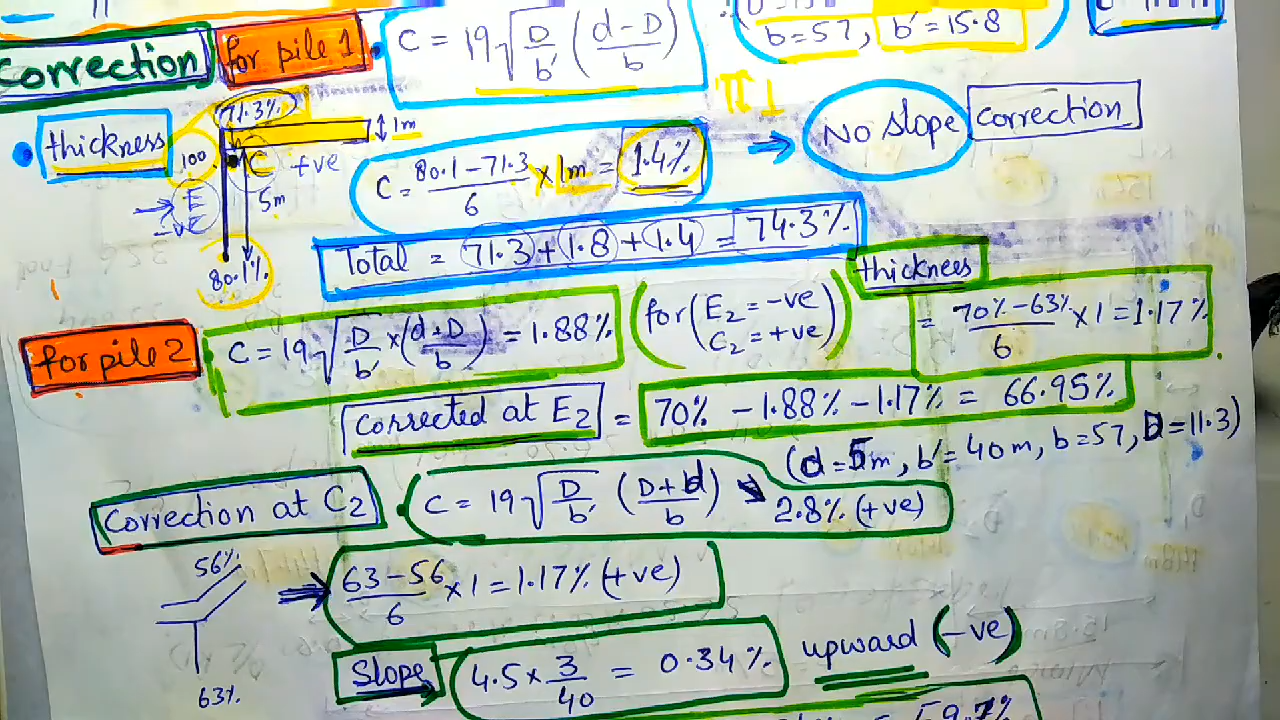 Correction for pile 1 • C = 19√(D/b') ((d-D)/b)
b=57, b'=15.8
71.3%
1m
• thickness
100 C +ve
E -ve
5m
80.1%
C = (80.1-71.3)/6 × 1m = 1.4% → No slope correction
Total = 71.3+1.8+1.4 = 74.3%
for pile 2
C = 19√(D/b') × ((d+D)/b) = 1.88%
for (E2 = -ve
C2 = +ve)
thicknees
= (70%-63%)/6 × 1 = 1.17%
corrected at E2 = 70% - 1.88% - 1.17% = 66.95%
(d=5m, b'=40m, b=57, D=11.3)
Correction at C2 • C = 19√(D/b') ((D+d)/b) → 2.8% (+ve)
56%
63%
→ (63-56)/6 × 1 = 1.17% (+ve)
Slope 4.5 × 3/40 = 0.34% upward (-ve)